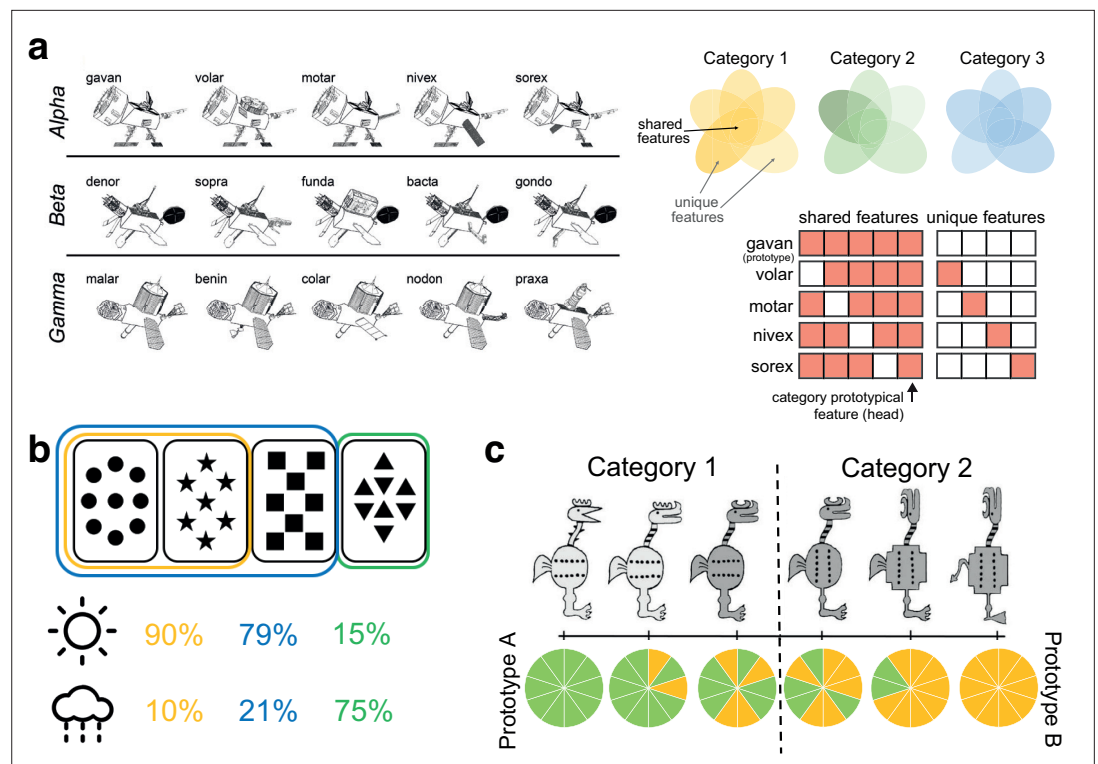 a
gavan volar motar nivex sorex
Alpha
denor sopra funda bacta gondo
Beta
malar benin colar nodon praxa
Gamma
Category 1 Category 2 Category 3
shared
features
unique
features
shared features unique features
gavan
(prototype)
volar
motar
nivex
sorex
category prototypical
feature (head)
b
90% 79% 15%
10% 21% 75%
c
Category 1 Category 2
Prototype A
Prototype B